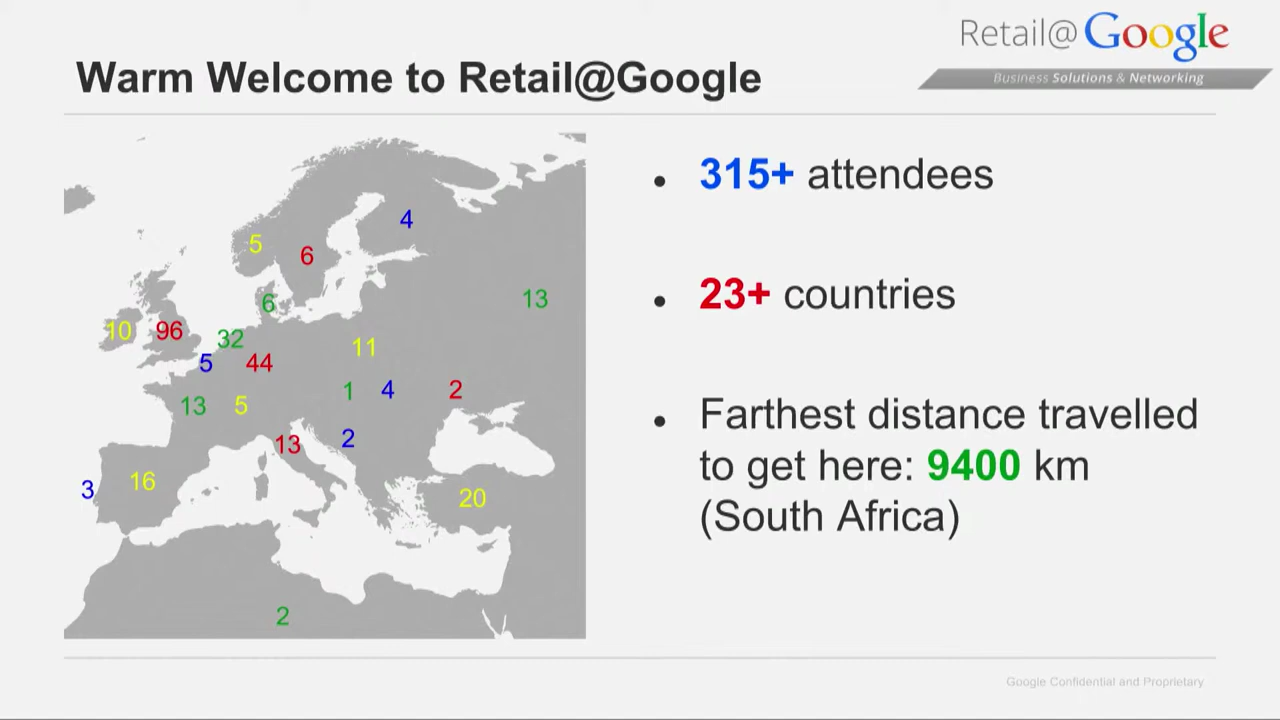 Retail@Google
Business Solutions & Networking
Warm Welcome to Retail@Google
4
5
6
6
13
10
96
32
11
5
44
1
4
2
13
5
13
2
3
16
20
2
• 315+ attendees
• 23+ countries
• Farthest distance travelled
to get here: 9400 km
(South Africa)
Google Confidential and Proprietary